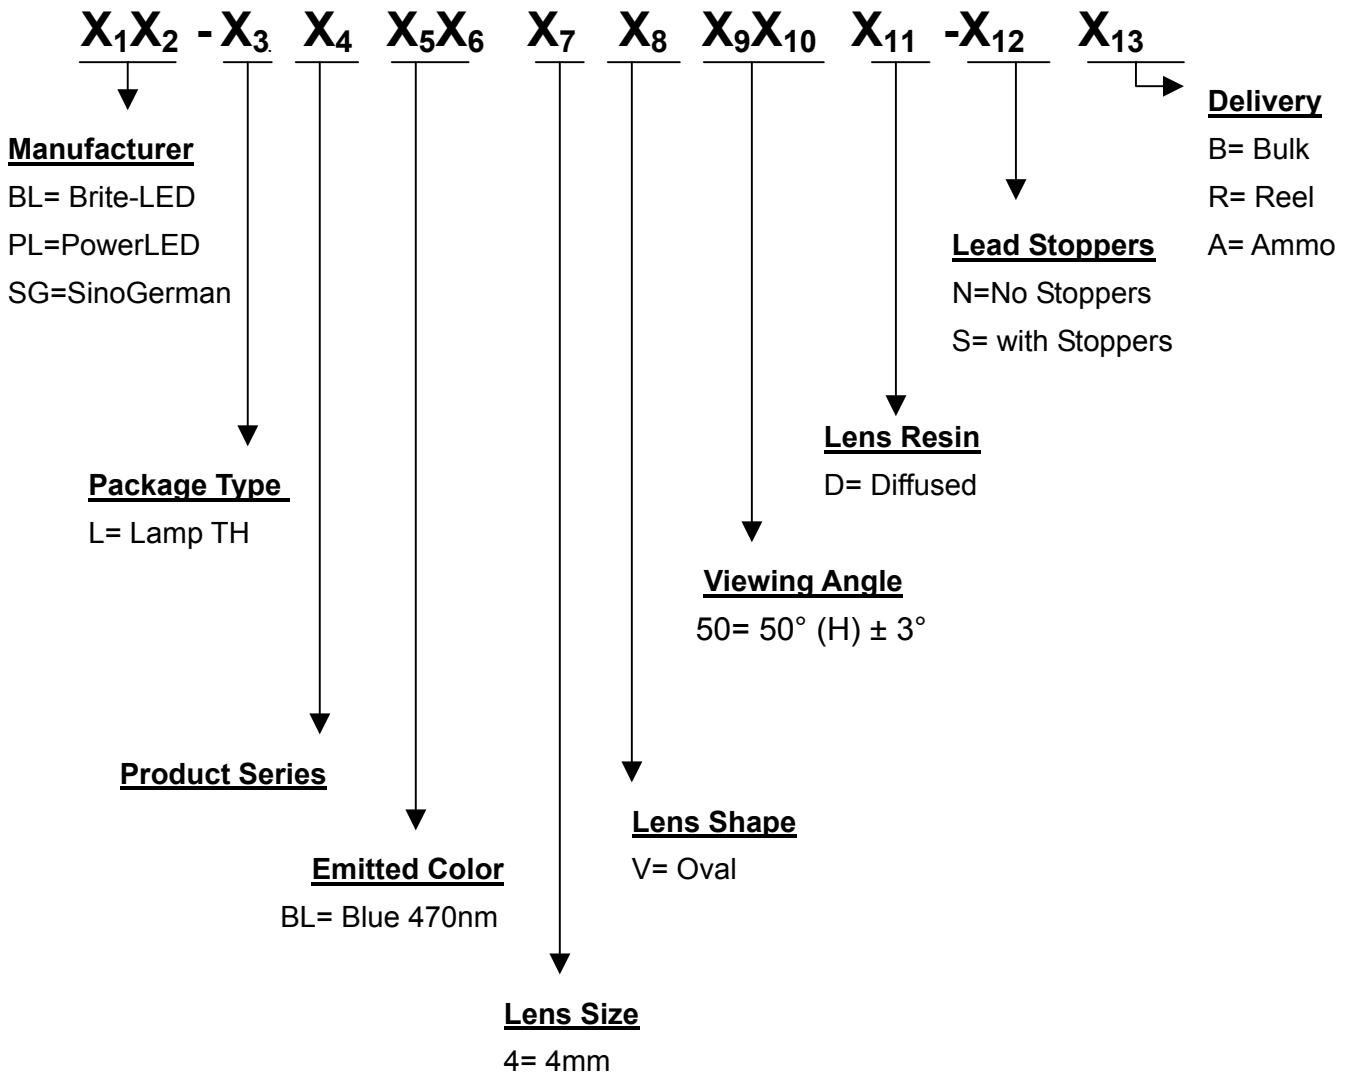 X₁X₂ - X₃ X₄ X₅X₆ X₇ X₈ X₉X₁₀ X₁₁ -X₁₂ X₁₃
Delivery
B= Bulk
R= Reel
A= Ammo
Manufacturer
BL= Brite-LED
PL=PowerLED
SG=SinoGerman
Lead Stoppers
N=No Stoppers
S= with Stoppers
Lens Resin
D= Diffused
Package Type
L= Lamp TH
Viewing Angle
50= 50° (H) ± 3°
Product Series
Lens Shape
V= Oval
Emitted Color
BL= Blue 470nm
Lens Size
4= 4mm